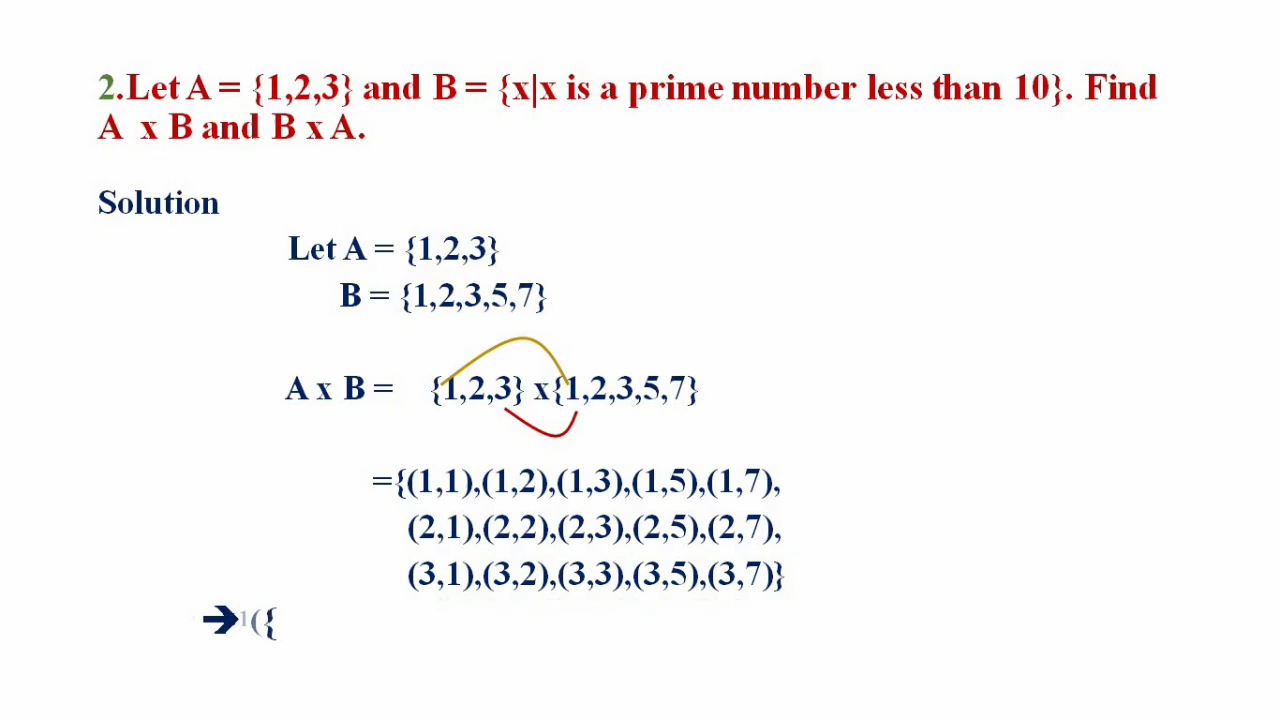 2.Let A = {1,2,3} and B = {x|x is a prime number less than 10}. Find
A x B and B x A.
Solution
Let A = {1,2,3}
B = {1,2,3,5,7}
A x B = {1,2,3} x{1,2,3,5,7}
={(1,1),(1,2),(1,3),(1,5),(1,7),
(2,1),(2,2),(2,3),(2,5),(2,7),
(3,1),(3,2),(3,3),(3,5),(3,7)}
➔1({